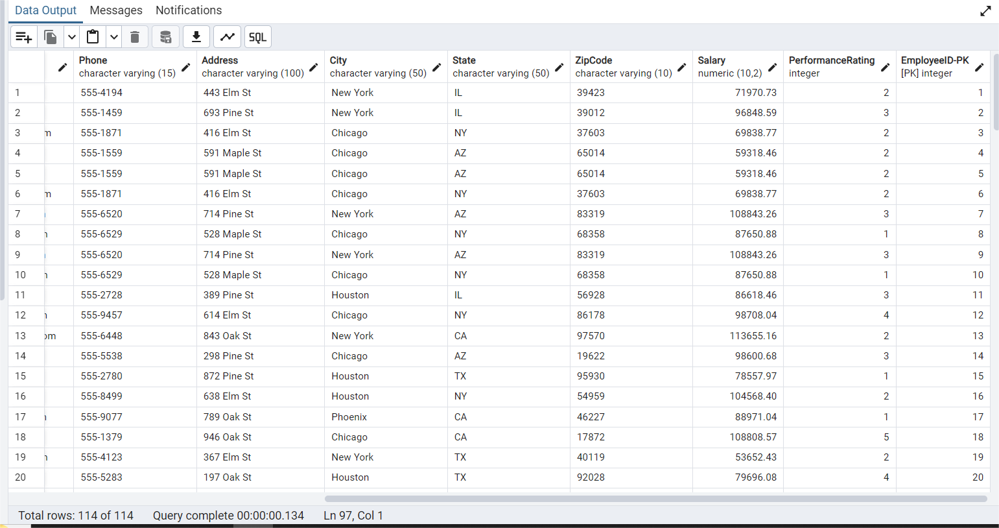 Data Output Messages Notifications
SQL
Phone Address City State ZipCode Salary PerformanceRating EmployeeID-PK
character varying (15) character varying (100) character varying (50) character varying (50) character varying (10) numeric (10,2) integer [PK] integer
1 555-4194 443 Elm St New York IL 39423 71970.73 2 1
2 555-1459 693 Pine St New York IL 39012 96848.59 3 2
3 m 555-1871 416 Elm St Chicago NY 37603 69838.77 2 3
4 555-1559 591 Maple St Chicago AZ 65014 59318.46 2 4
5 555-1559 591 Maple St Chicago AZ 65014 59318.46 2 5
6 m 555-1871 416 Elm St Chicago NY 37603 69838.77 2 6
7 555-6520 714 Pine St New York AZ 83319 108843.26 3 7
8 555-6529 528 Maple St Chicago NY 68358 87650.88 1 8
9 555-6520 714 Pine St New York AZ 83319 108843.26 3 9
10 555-6529 528 Maple St Chicago NY 68358 87650.88 1 10
11 555-2728 389 Pine St Houston IL 56928 86618.46 3 11
12 555-9457 614 Elm St Chicago NY 86178 98708.04 4 12
13 om 555-6448 843 Oak St New York CA 97570 113655.16 2 13
14 555-5538 298 Pine St Chicago AZ 19622 98600.68 3 14
15 555-2780 872 Pine St Houston TX 95930 78557.97 1 15
16 555-8499 638 Elm St Houston NY 54959 104568.40 2 16
17 555-9077 789 Oak St Phoenix CA 46227 88971.04 1 17
18 555-1379 946 Oak St Chicago CA 17872 108808.57 5 18
19 555-4123 367 Elm St New York TX 40119 53652.43 2 19
20 555-5283 197 Oak St Houston TX 92028 79696.08 4 20
Total rows: 114 of 114 Query complete 00:00:00.134 Ln 97, Col 1